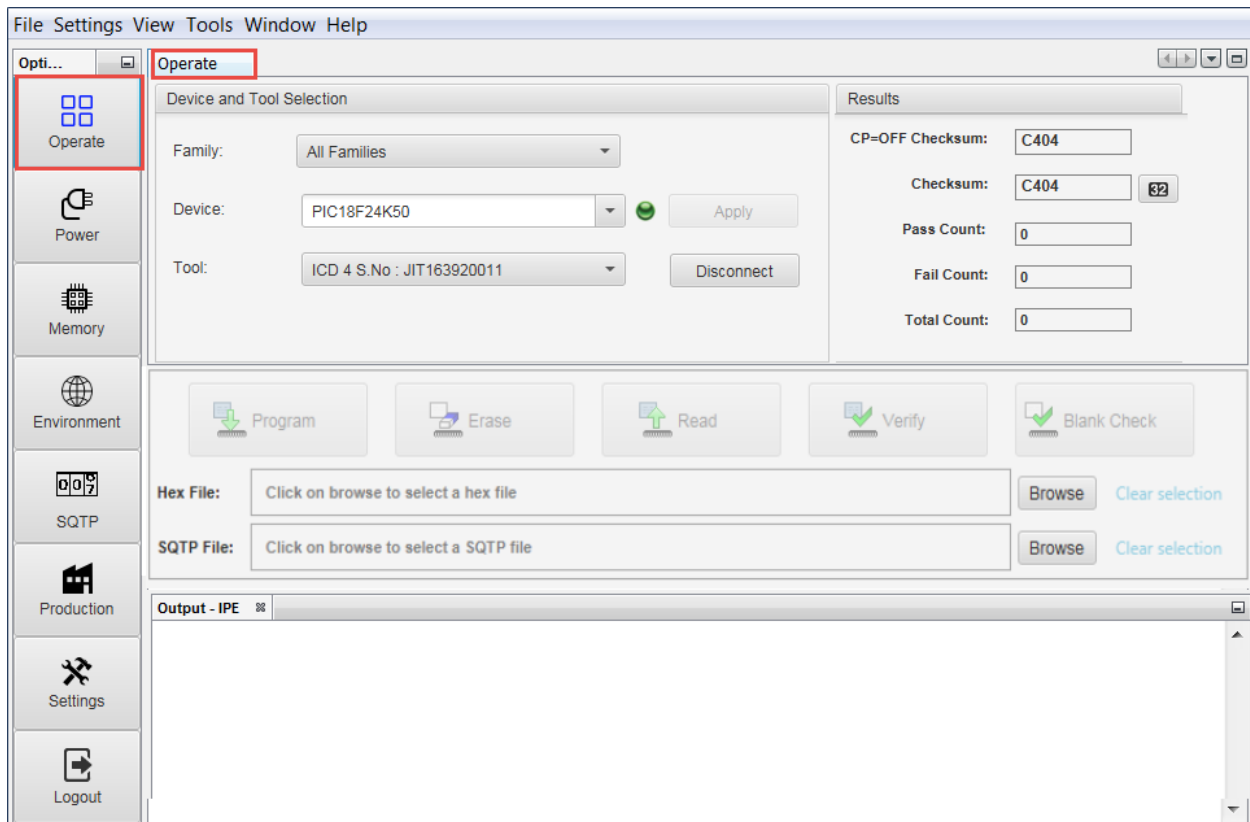 File Settings View Tools Window Help
Opti...
Operate
Power
Memory
Environment
007
SQTP
Production
Settings
Logout
Operate
Device and Tool Selection
Family: All Families
Device: PIC18F24K50 Apply
Tool: ICD 4 S.No : JIT163920011 Disconnect
Results
CP=OFF Checksum: C404
Checksum: C404 32
Pass Count: 0
Fail Count: 0
Total Count: 0
Program Erase Read Verify Blank Check
Hex File: Click on browse to select a hex file Browse Clear selection
SQTP File: Click on browse to select a SQTP file Browse Clear selection
Output - IPE